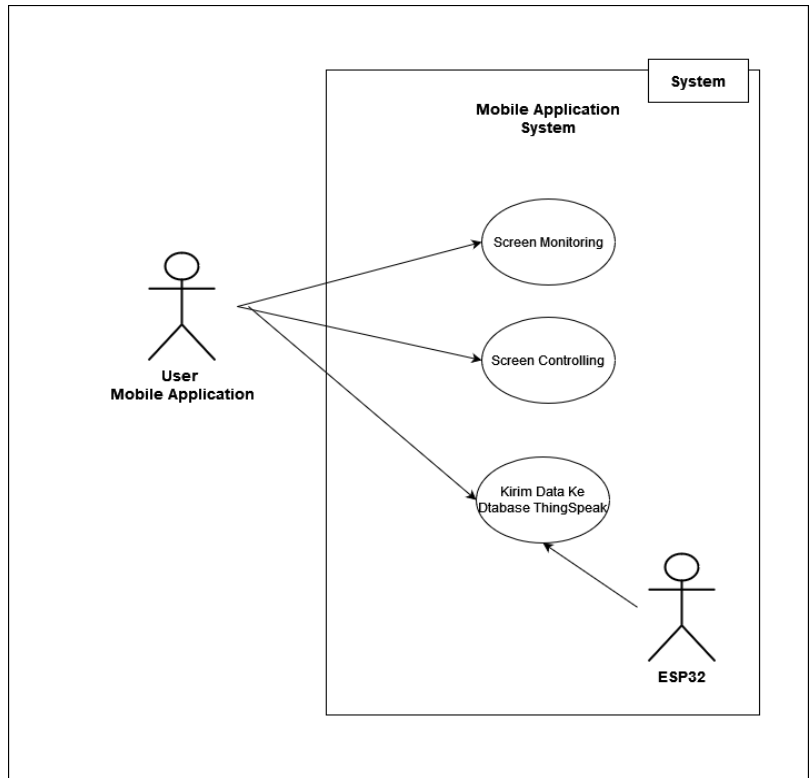 System
Mobile Application
System
Screen Monitoring
Screen Controlling
User
Mobile Application
Kirim Data Ke
Dtabase ThingSpeak
ESP32